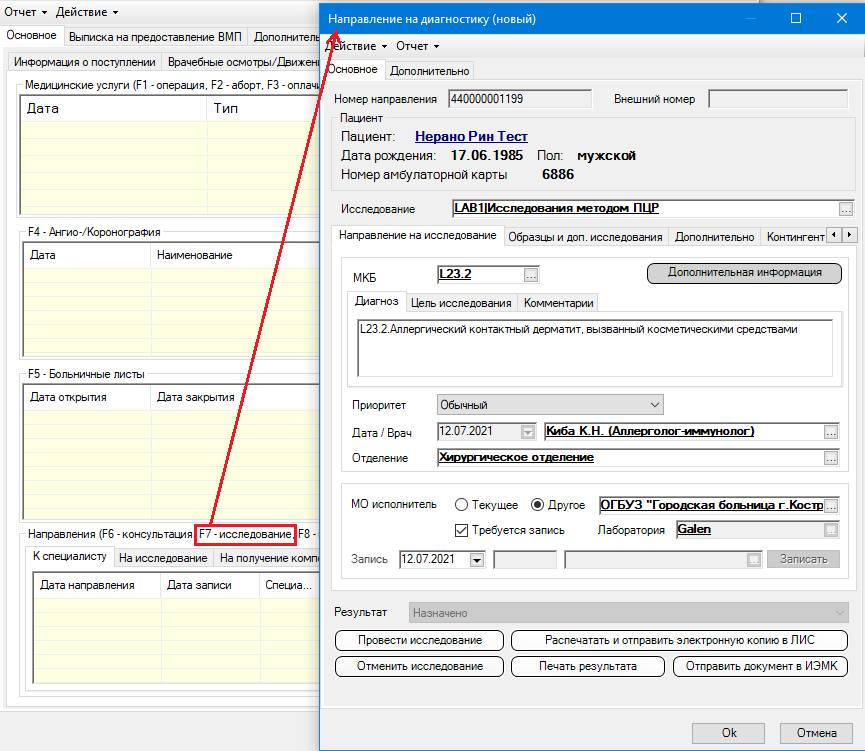 Отчет Действие
Основное Выписка на предоставление ВМП Дополнитель
Информация о поступлении Врачебные осмотры/Движен
Медицинские услуги (F1 - операция, F2 - аборт, F3 - оплачи
Дата Тип
F4 - Ангио-/Коронография
Дата Наименование
F5 - Больничные листы
Дата открытия Дата закрытия
Направления (F6 - консультация, F7 - исследование, F8 -
К специалисту На исследование На получение компо
Дата направления Дата записи Специа...
Направление на диагностику (новый)
Действие Отчет
Основное Дополнительно
Номер направления 440000001199 Внешний номер
Пациент
Пациент: Нерано Рин Тест
Дата рождения: 17.06.1985 Пол: мужской
Номер амбулаторной карты 6886
Исследование LAB1|Исследования методом ПЦР ...
Направление на исследование Образцы и доп. исследования Дополнительно Контингент
МКБ L23.2 ... Дополнительная информация
Диагноз Цель исследования Комментарии
L23.2.Аллергический контактный дерматит, вызванный косметическими средствами
Приоритет Обычный
Дата / Врач 12.07.2021 Киба К.Н. (Аллерголог-иммунолог) ...
Отделение Хирургическое отделение ...
МО исполнитель Текущее Другое ОГБУЗ "Городская больница г.Костр ...
Требуется запись Лаборатория Galen ...
Запись 12.07.2021 ... Записать
Результат Назначено
Провести исследование Распечатать и отправить электронную копию в ЛИС
Отменить исследование Печать результата Отправить документ в ИЭМК
Ok Отмена